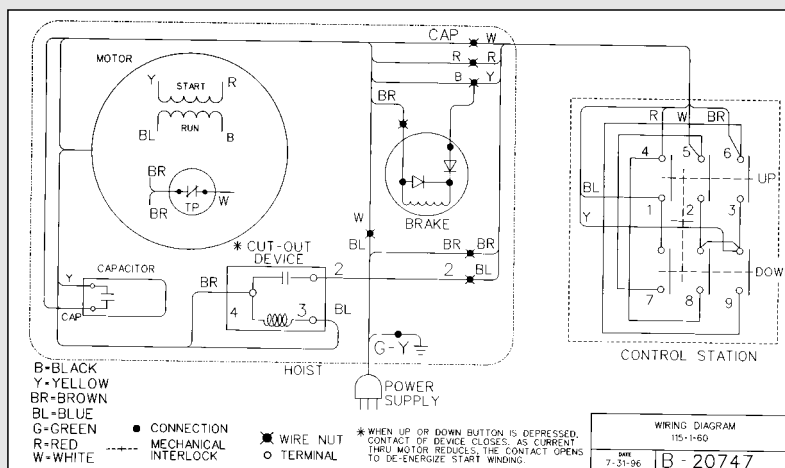 CAP W
MOTOR
R R
Y START R
B Y
BL RUN B
BR
BR
BR TP W
BRAKE
W
BL
BR BR
* CUT-OUT
DEVICE
2 2 BL
CAPACITOR
Y
CAP
BR
4 3 BL
G-Y
HOIST
POWER
SUPPLY
R W BR
4 5 6
UP
BL
1 2 3
Y
DOW
7 8 9
CONTROL STATION
B=BLACK
Y=YELLOW
BR=BROWN
BL=BLUE
G=GREEN
R=RED
W=WHITE
CONNECTION
MECHANICAL
INTERLOCK
WIRE NUT
TERMINAL
* WHEN UP OR DOWN BUTTON IS DEPRESSED,
CONTACT OF DEVICE CLOSES. AS CURRENT
THRU MOTOR REDUCES, THE CONTACT OPENS
TO DE-ENERGIZE START WINDING.
WIRING DIAGRAM
115-1-60
DATE
7-31-96
B - 20747